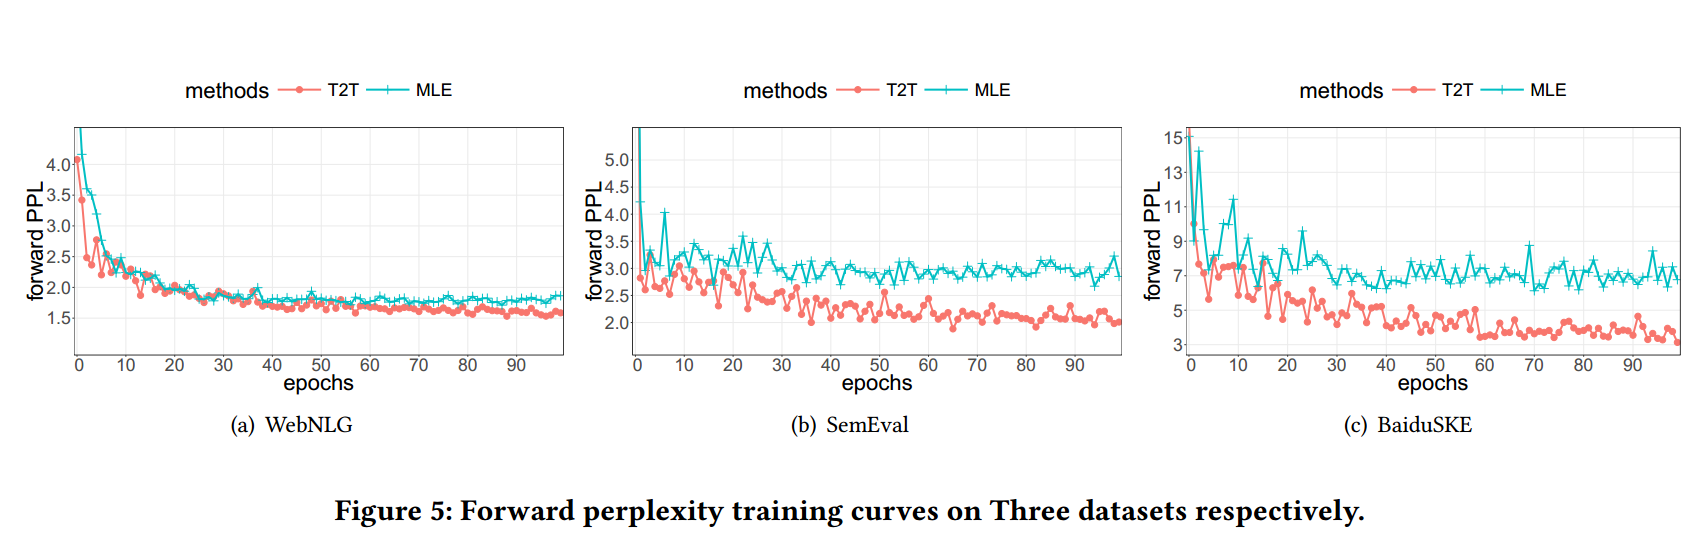 methods T2T MLE
forward PPL
4.0
3.5
3.0
2.5
2.0
1.5
0 10 20 30 40 50 60 70 80 90
epochs
(a) WebNLG
methods T2T MLE
forward PPL
5.0
4.5
4.0
3.5
3.0
2.5
2.0
0 10 20 30 40 50 60 70 80 90
epochs
(b) SemEval
methods T2T MLE
forward PPL
15
13
11
9
7
5
3
0 10 20 30 40 50 60 70 80 90
epochs
(c) BaiduSKE
Figure 5: Forward perplexity training curves on Three datasets respectively.